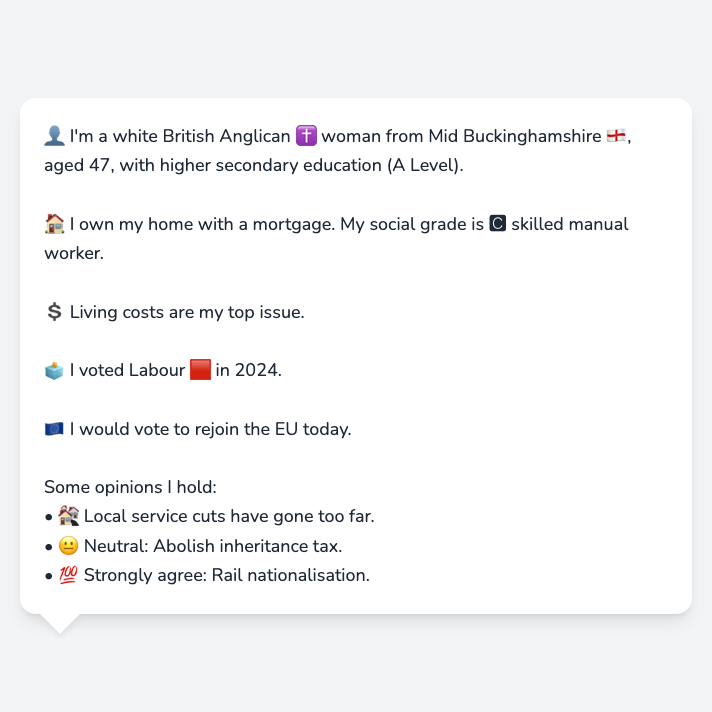 👤 I'm a white British Anglican ✝️ woman from Mid Buckinghamshire 🏴󠁧󠁢󠁥󠁮󠁧󠁿,
aged 47, with higher secondary education (A Level).
🏠 I own my home with a mortgage. My social grade is 🅲 skilled manual
worker.
💲 Living costs are my top issue.
🗳️ I voted Labour 🟥 in 2024.
🇪🇺 I would vote to rejoin the EU today.
Some opinions I hold:
• 🏚️ Local service cuts have gone too far.
• 😐 Neutral: Abolish inheritance tax.
• 💯 Strongly agree: Rail nationalisation.